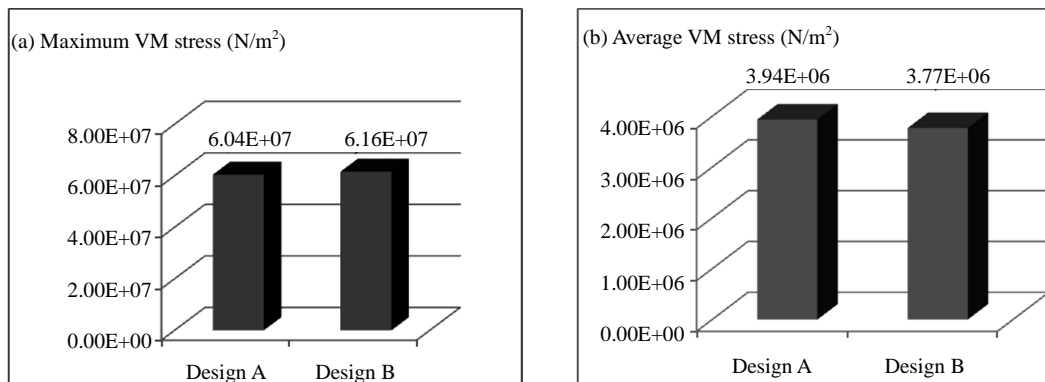 (a) Maximum VM stress (N/m²)
8.00E+07
6.00E+07
4.00E+07
2.00E+07
0.00E+00
6.04E+07
6.16E+07
Design A
Design B
(b) Average VM stress (N/m²)
3.94E+06
3.77E+06
4.00E+06
3.00E+06
2.00E+06
1.00E+06
0.00E+00
Design A
Design B